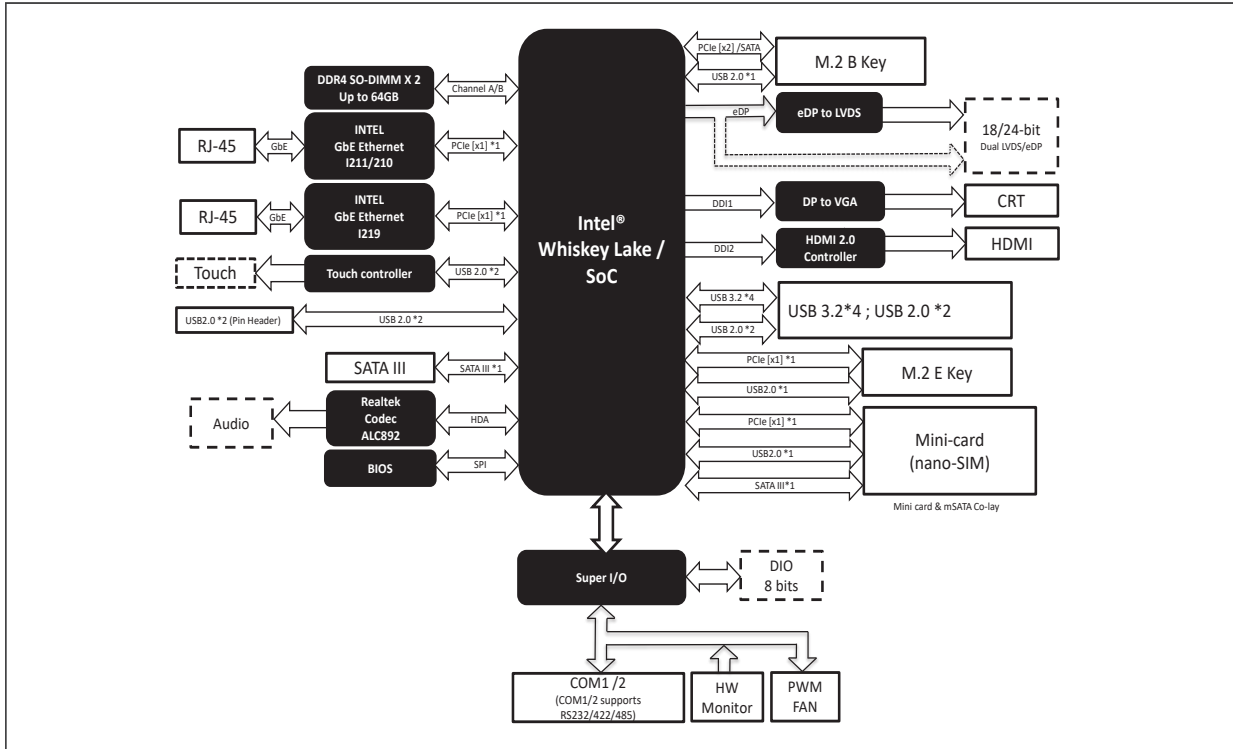 DDR4 SO-DIMM X 2
Up to 64GB
Channel A/B
RJ-45
GbE
INTEL
GbE Ethernet
I211/210
PCIe [x1] *1
RJ-45
GbE
INTEL
GbE Ethernet
I219
PCIe [x1] *1
Touch
Touch controller
USB 2.0 *2
USB2.0 *2 (Pin Header)
USB 2.0 *2
SATA III
SATA III *1
Audio
Realtek
Codec
ALC892
HDA
BIOS
SPI
Intel®
Whiskey Lake /
SoC
PCIe [x2] /SATA
USB 2.0 *1
M.2 B Key
eDP
eDP to LVDS
18/24-bit
Dual LVDS/eDP
DDI1
DP to VGA
CRT
DDI2
HDMI 2.0
Controller
HDMI
USB 3.2 *4
USB 2.0 *2
USB 3.2*4 ; USB 2.0 *2
PCIe [x1] *1
USB2.0 *1
M.2 E Key
PCIe [x1] *1
USB2.0 *1
SATA III*1
Mini-card
(nano-SIM)
Mini card & mSATA Co-lay
Super I/O
DIO
8 bits
COM1 /2
(COM1/2 supports
RS232/422/485)
HW
Monitor
PWM
FAN